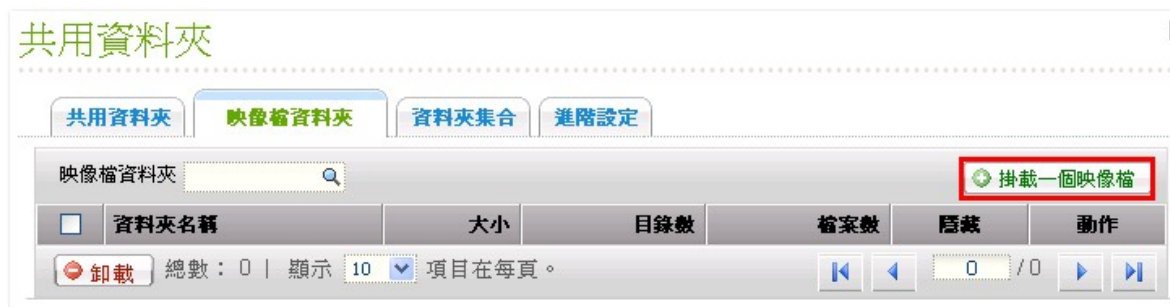 共用資料夾
共用資料夾 映像檔資料夾 資料夾集合 進階設定
映像檔資料夾 掛載一個映像檔
資料夾名稱 大小 目錄數 檔案數 隱藏 動作
卸載 總數: 0 | 顯示 10 項目在每頁。 0 / 0